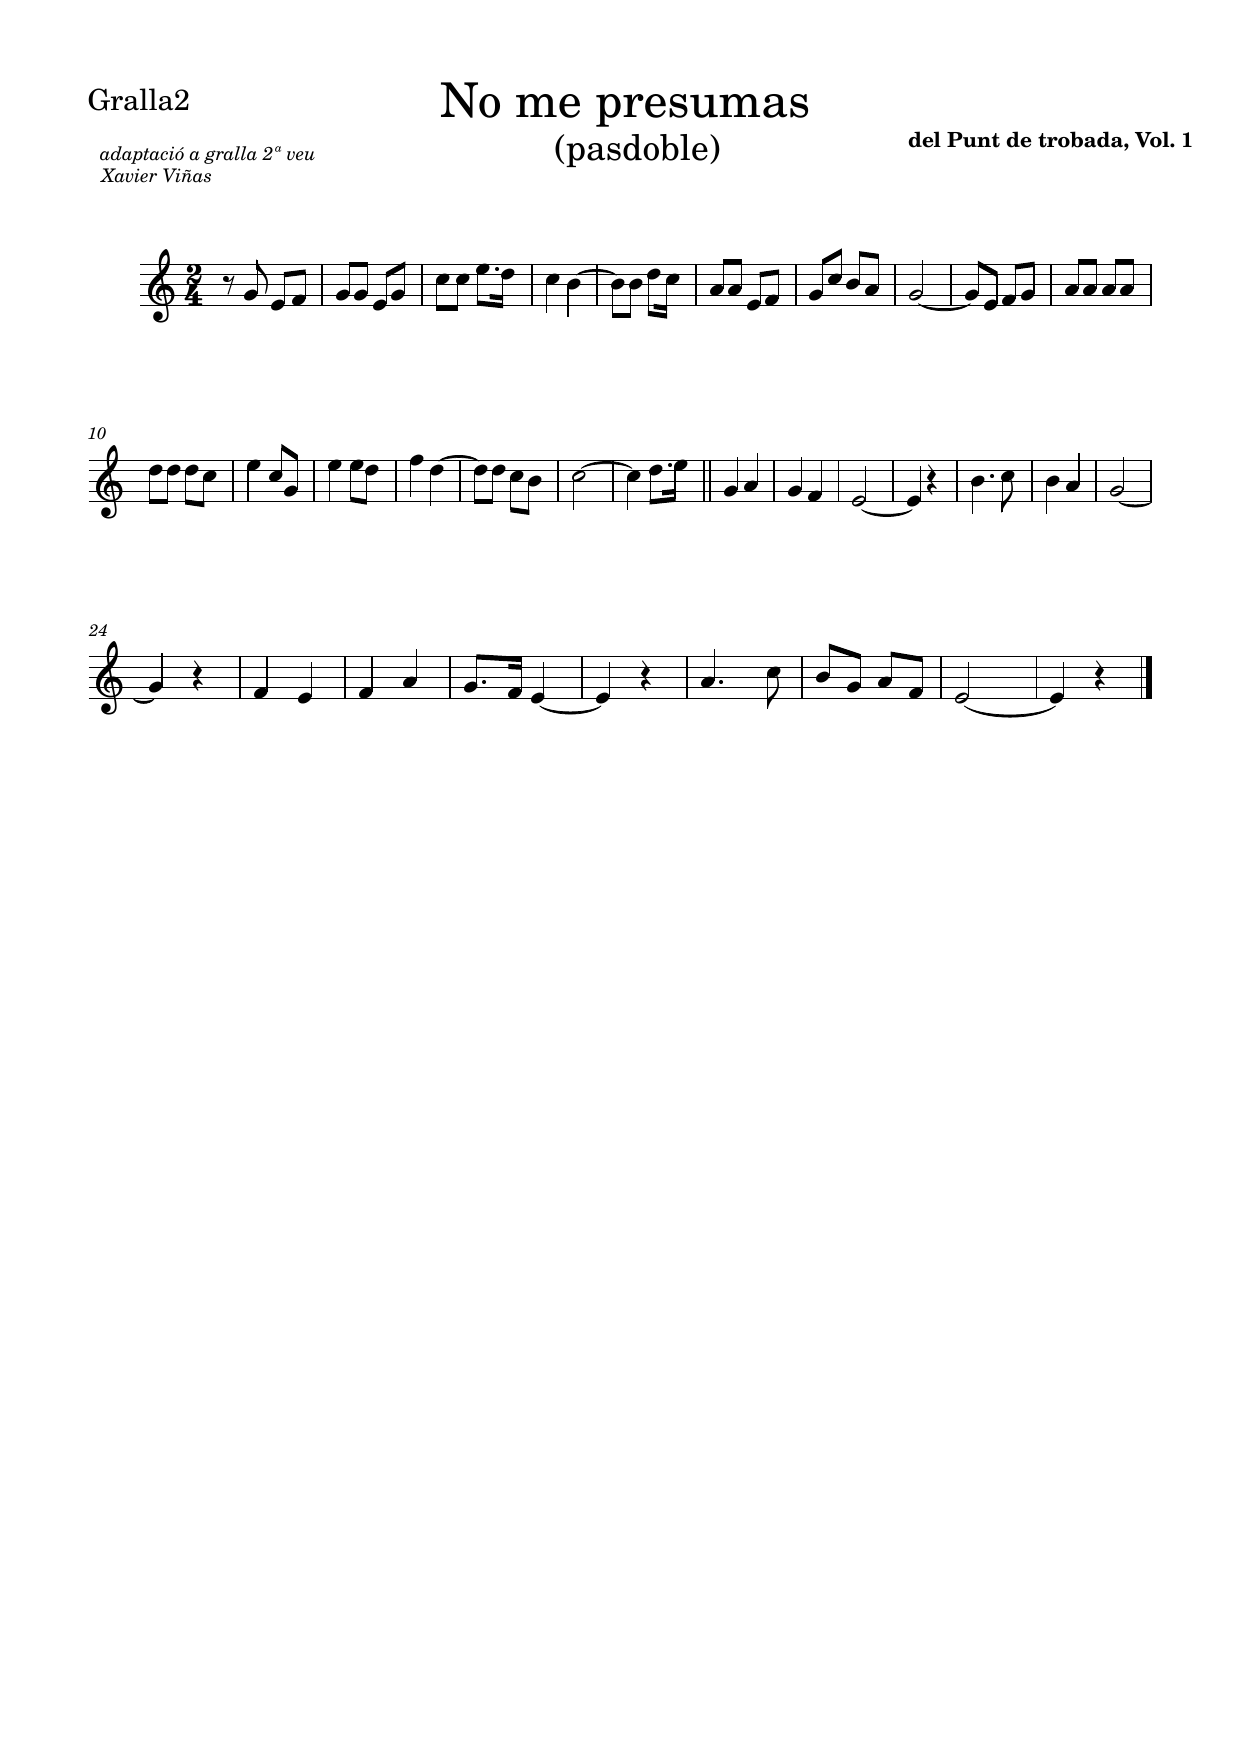 Gralla2
No me presumas
(pasdoble)
del Punt de trobada, Vol. 1
adaptació a gralla 2ª veu
Xavier Viñas
2
4
10
24